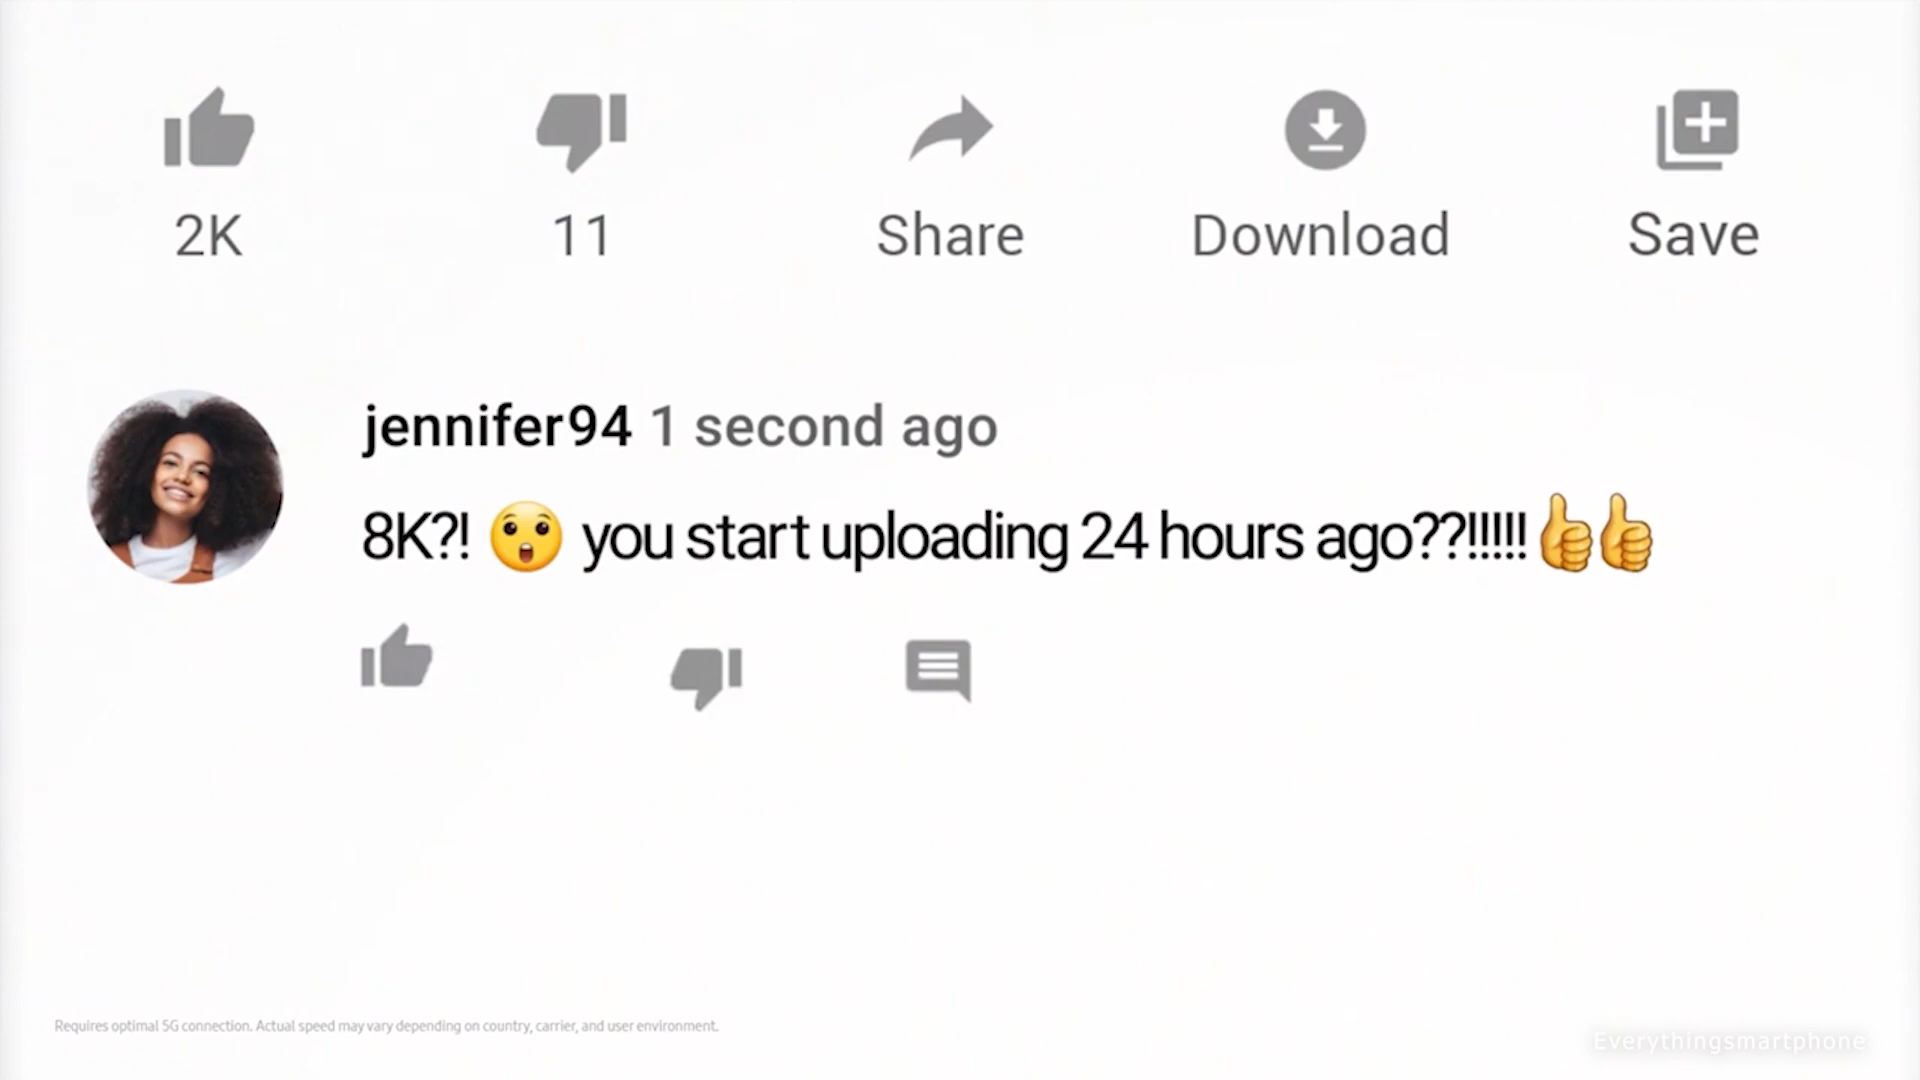 2K
11
Share
Download
Save
jennifer94 1 second ago
8K?! 😲 you start uploading 24 hours ago??!!!!! 👍👍
Requires optimal 5G connection. Actual speed may vary depending on country, carrier, and user environment.
Everythingsmartphone